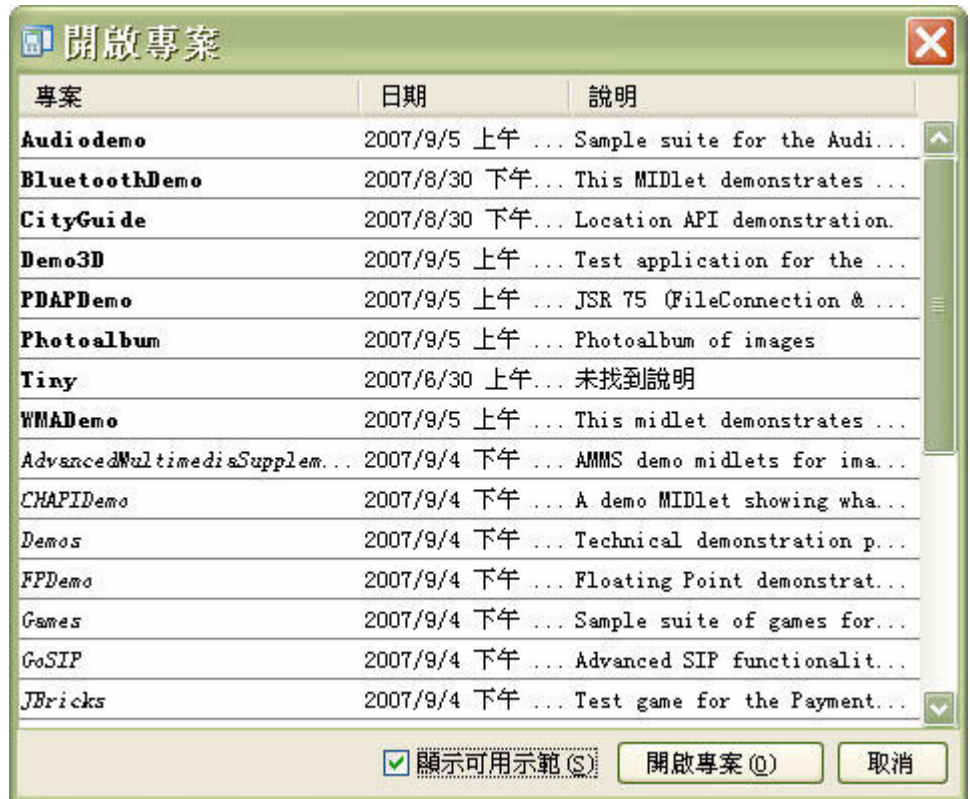 開啟專案
專案 日期 說明
Audiodemo 2007/9/5 上午 ... Sample suite for the Audi...
BluetoothDemo 2007/8/30 下午... This MIDlet demonstrates ...
CityGuide 2007/8/30 下午... Location API demonstration.
Demo3D 2007/9/5 上午 ... Test application for the ...
PDAPDemo 2007/9/5 上午 ... JSR 75 (FileConnection & ...
Photoalbum 2007/9/5 上午 ... Photoalbum of images
Tiny 2007/6/30 上午... 未找到說明
WMADemo 2007/9/5 上午 ... This midlet demonstrates ...
AdvancedMultimediaSupplem... 2007/9/4 下午 ... AMMS demo midlets for ima...
CHAPIDemo 2007/9/4 下午 ... A demo MIDlet showing wha...
Demos 2007/9/4 下午 ... Technical demonstration p...
FPDemo 2007/9/4 下午 ... Floating Point demonstrat...
Games 2007/9/4 下午 ... Sample suite of games for...
GoSIP 2007/9/4 下午 ... Advanced SIP functionalit...
JBricks 2007/9/4 下午 ... Test game for the Payment...
顯示可用示範(S) 開啟專案(O) 取消